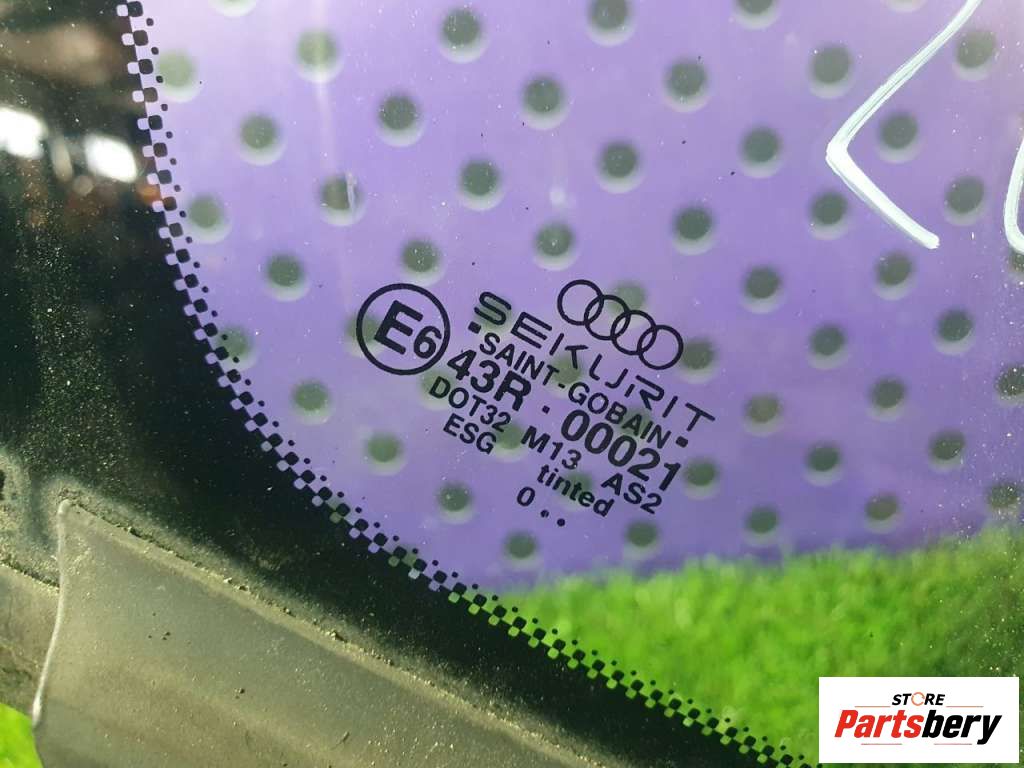 SEKURIT
•SAINT-GOBAIN•
E6
43R - 00021
DOT32 M13 AS2
ESG tinted
0 ..
STORE
Partsbery